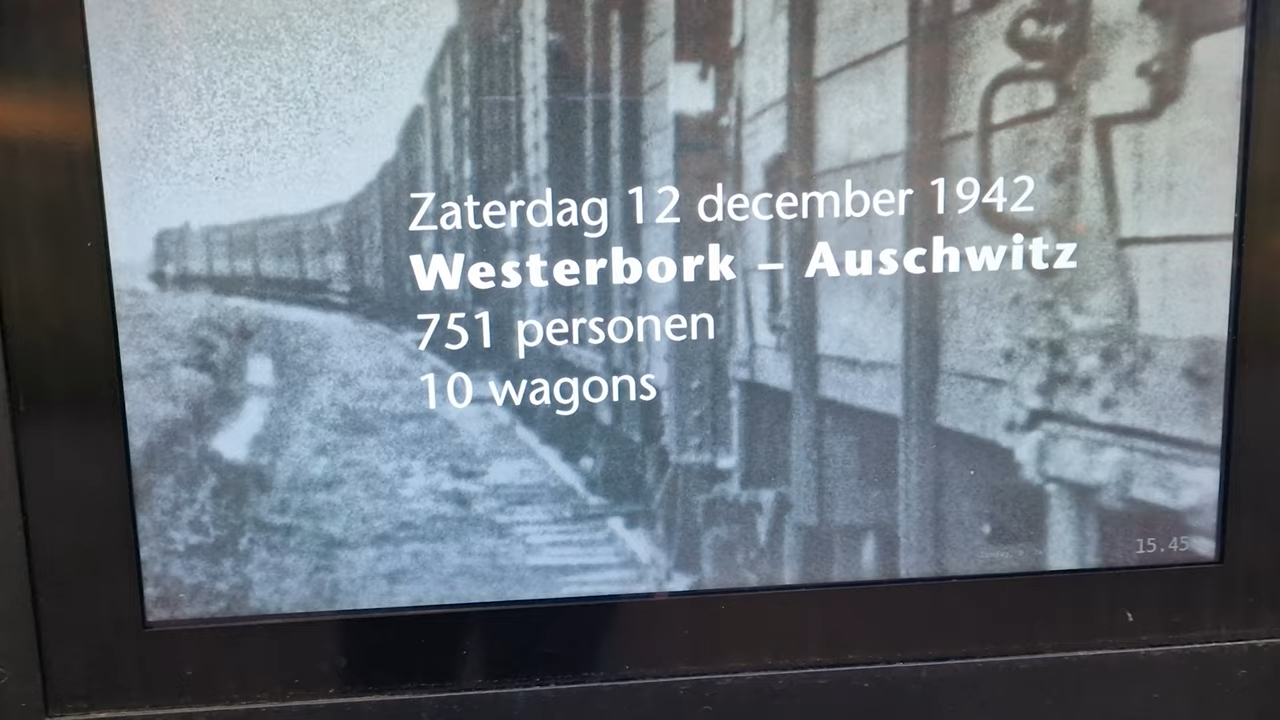 Zaterdag 12 december 1942
Westerbork – Auschwitz
751 personen
10 wagons
15.45